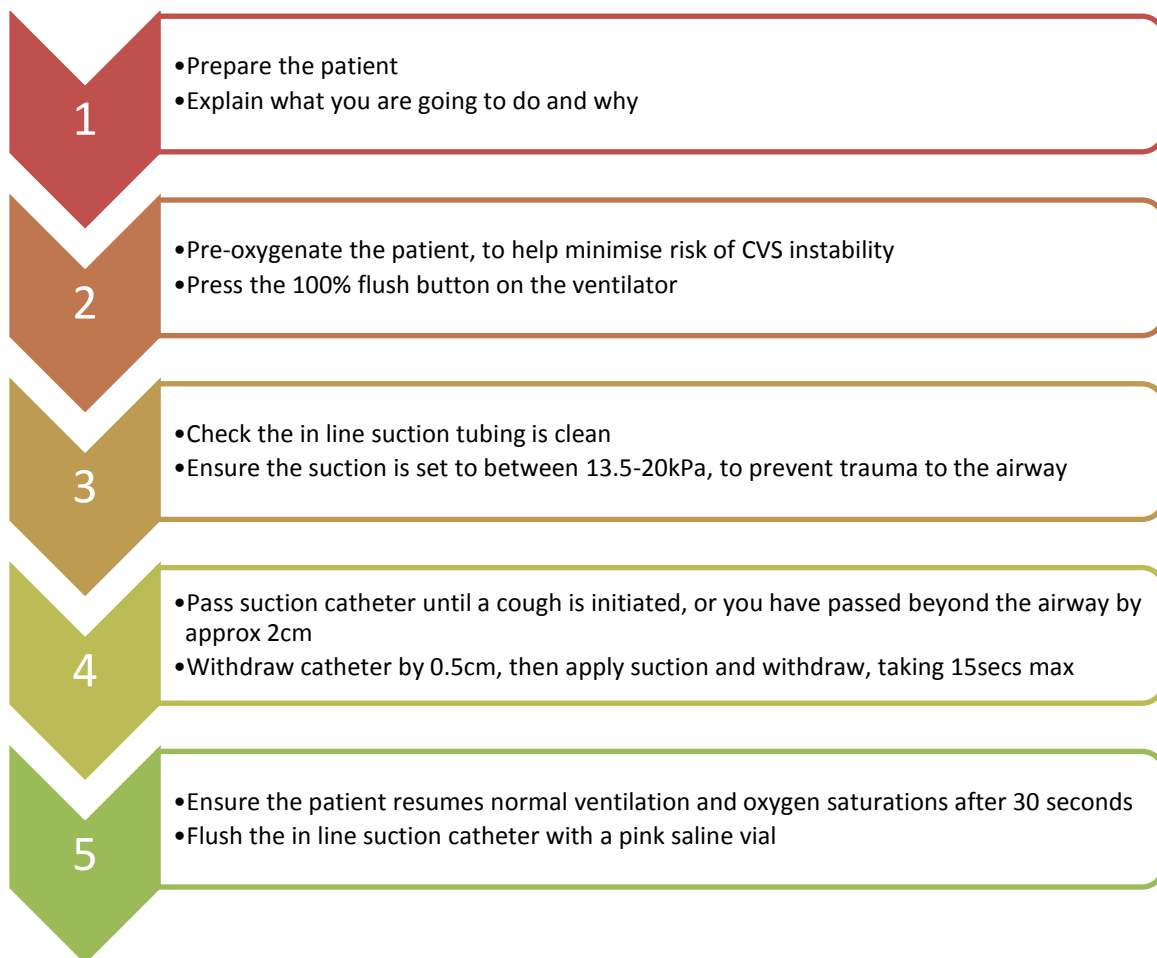 1
•Prepare the patient
•Explain what you are going to do and why
2
•Pre-oxygenate the patient, to help minimise risk of CVS instability
•Press the 100% flush button on the ventilator
3
•Check the in line suction tubing is clean
•Ensure the suction is set to between 13.5-20kPa, to prevent trauma to the airway
4
•Pass suction catheter until a cough is initiated, or you have passed beyond the airway by
approx 2cm
•Withdraw catheter by 0.5cm, then apply suction and withdraw, taking 15secs max
5
•Ensure the patient resumes normal ventilation and oxygen saturations after 30 seconds
•Flush the in line suction catheter with a pink saline vial